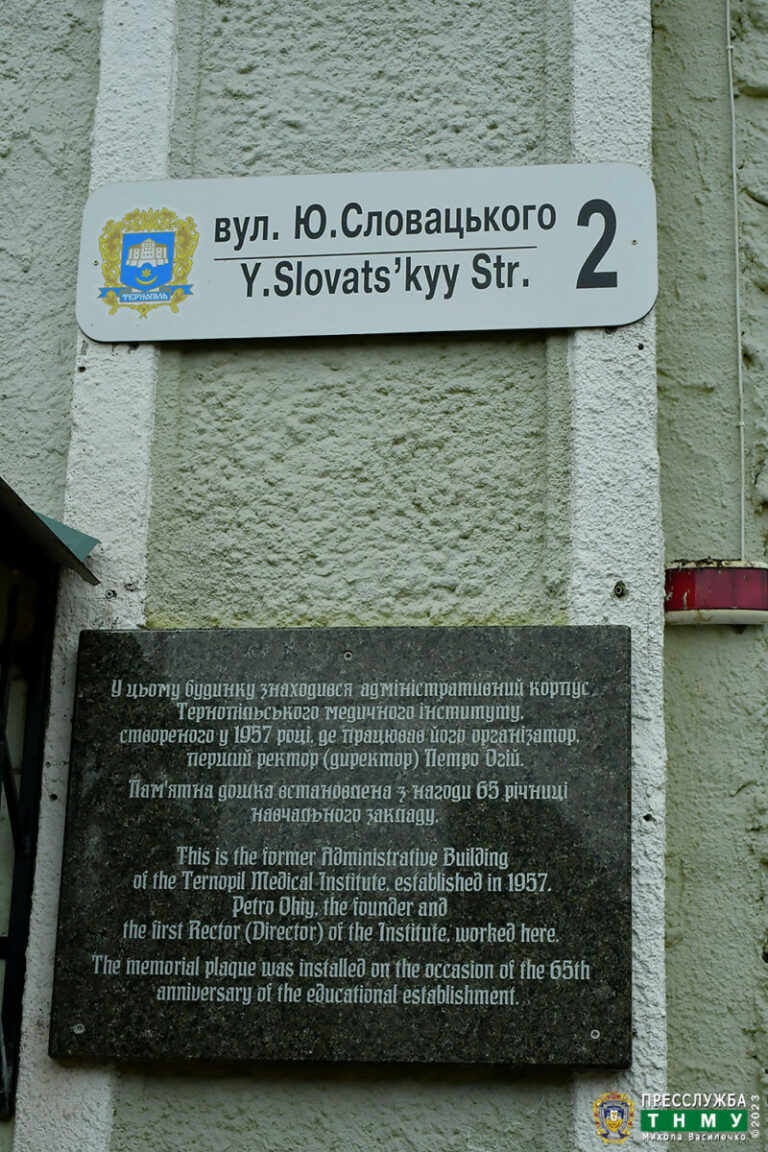 вул. Ю.Словацького
Y.Slovats’kyy Str.
2
ТЕРНОПІЛЬ
У цьому будинку знаходився адміністративний корпус
Тернопільського медичного інституту,
створеного у 1957 році, де працював його організатор,
перший ректор (директор) Петро Огій.
Пам'ятна дошка встановлена з нагоди 65 річниці
навчального закладу.
This is the former Administrative Building
of the Ternopil Medical Institute, established in 1957.
Petro Ohiy, the founder and
the first Rector (Director) of the Institute, worked here.
The memorial plaque was installed on the occasion of the 65th
anniversary of the educational establishment.
ПРЕССЛУЖБА
ТНМУ
Микола Василечко
©2023